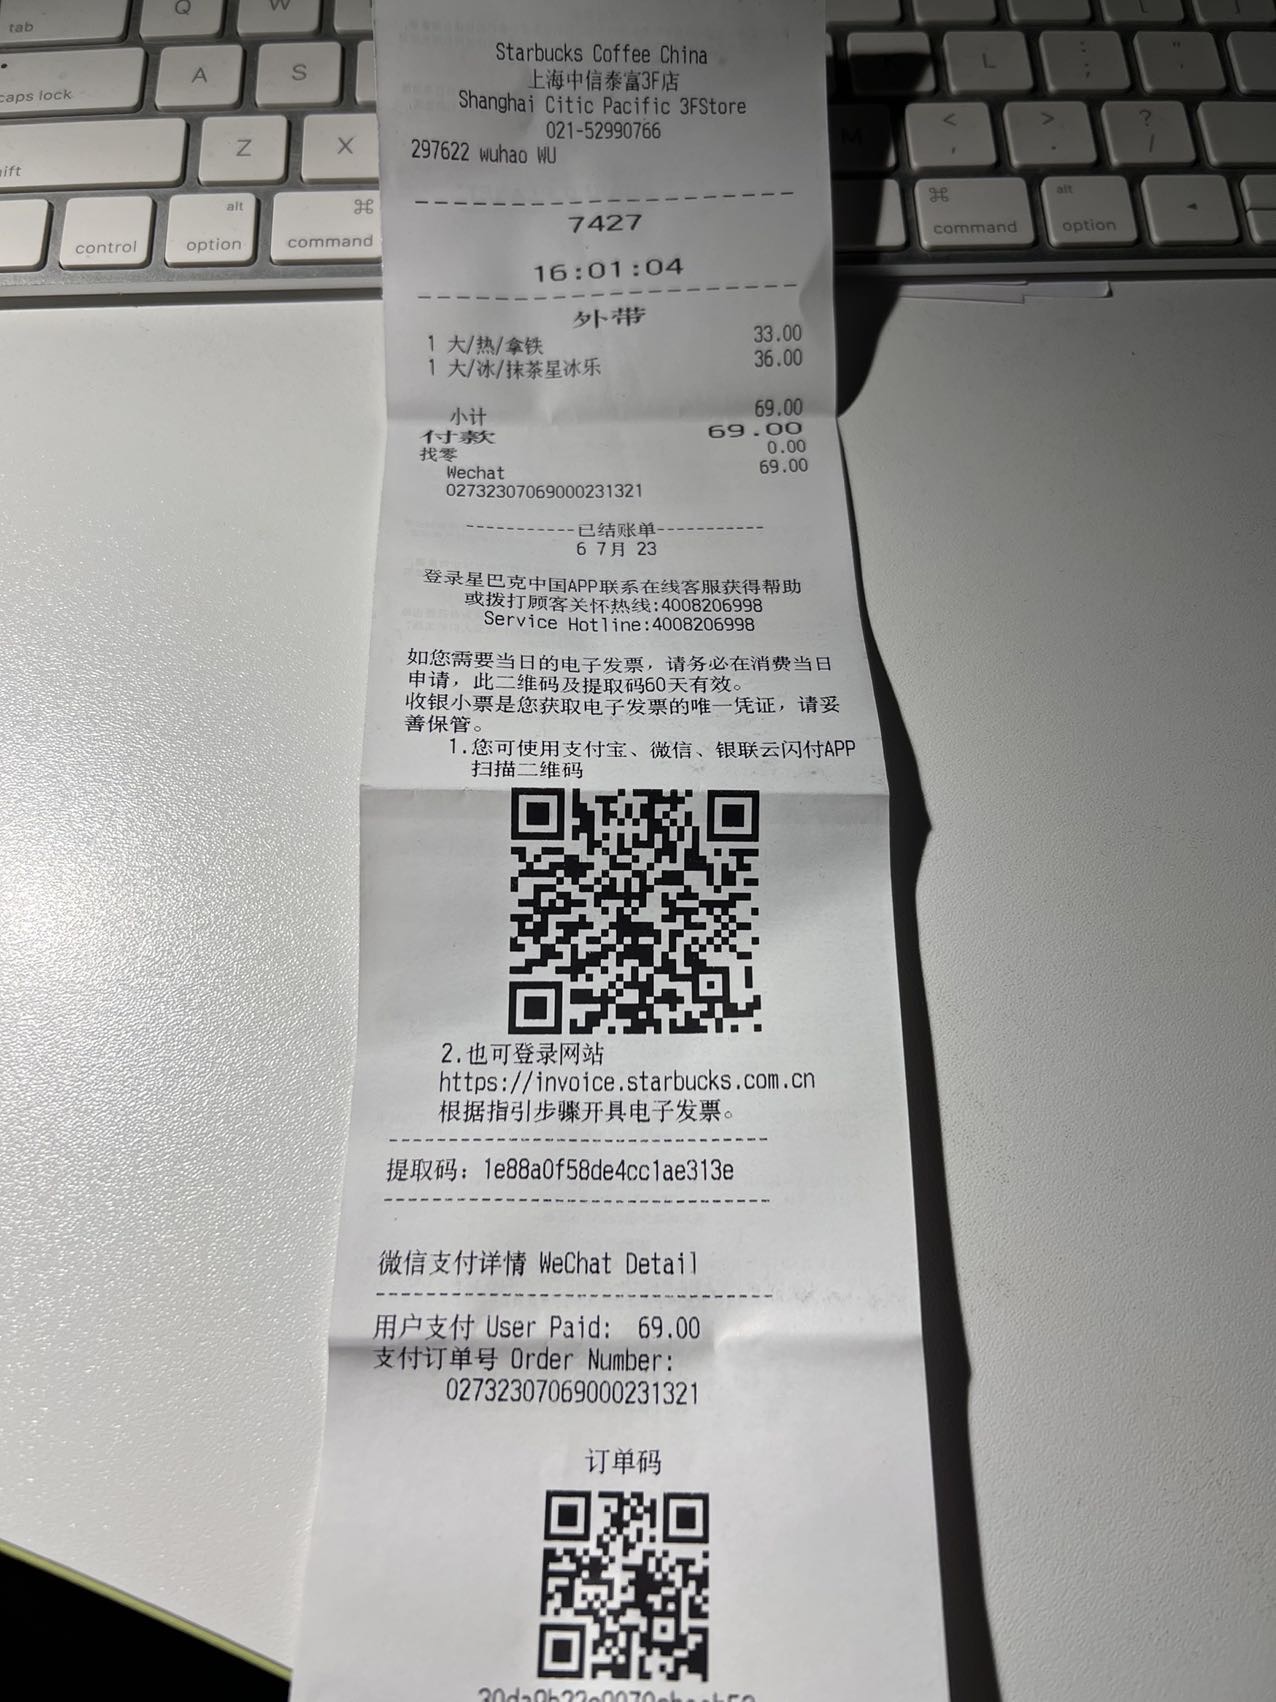 tab
Q
W
A
S
L
:
;
"
'
caps lock
Z
X
M
<
,
>
.
?
/
alt
option
control
⌘
command
⌘
command
alt
option
Starbucks Coffee China
上海中信泰富3F店
Shanghai Citic Pacific 3FStore
021-52990766
297622 wuhao WU
7427
16:01:04
外带
1 大/热/拿铁 33.00
1 大/冰/抹茶星冰乐 36.00
小计 69.00
付款 69.00
找零 0.00
Wechat 69.00
02732307069000231321
-----------已结账单-----------
6 7月 23
登录星巴克中国APP联系在线客服获得帮助
或拨打顾客关怀热线:4008206998
Service Hotline:4008206998
如您需要当日的电子发票，请务必在消费当日
申请，此二维码及提取码60天有效。
收银小票是您获取电子发票的唯一凭证，请妥
善保管。
1.您可使用支付宝、微信、银联云闪付APP
扫描二维码
2.也可登录网站
https://invoice.starbucks.com.cn
根据指引步骤开具电子发票。
提取码：1e88a0f58de4cc1ae313e
微信支付详情 WeChat Detail
用户支付 User Paid: 69.00
支付订单号 Order Number:
02732307069000231321
订单码